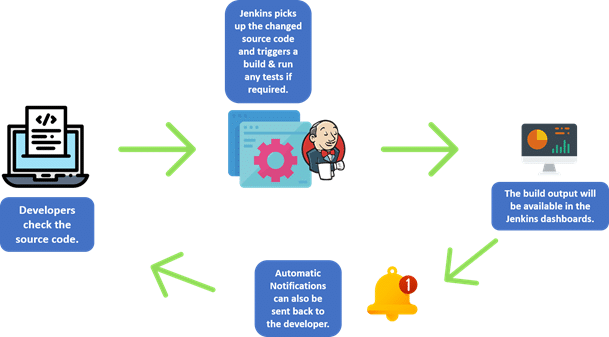 Jenkins picks
up the changed
source code
and triggers a
build & run
any tests if
required.
</>
Developers
check the
source code.
The build output will
be available in the
Jenkins dashboards.
1
Automatic
Notifications
can also be
sent back to
the developer.